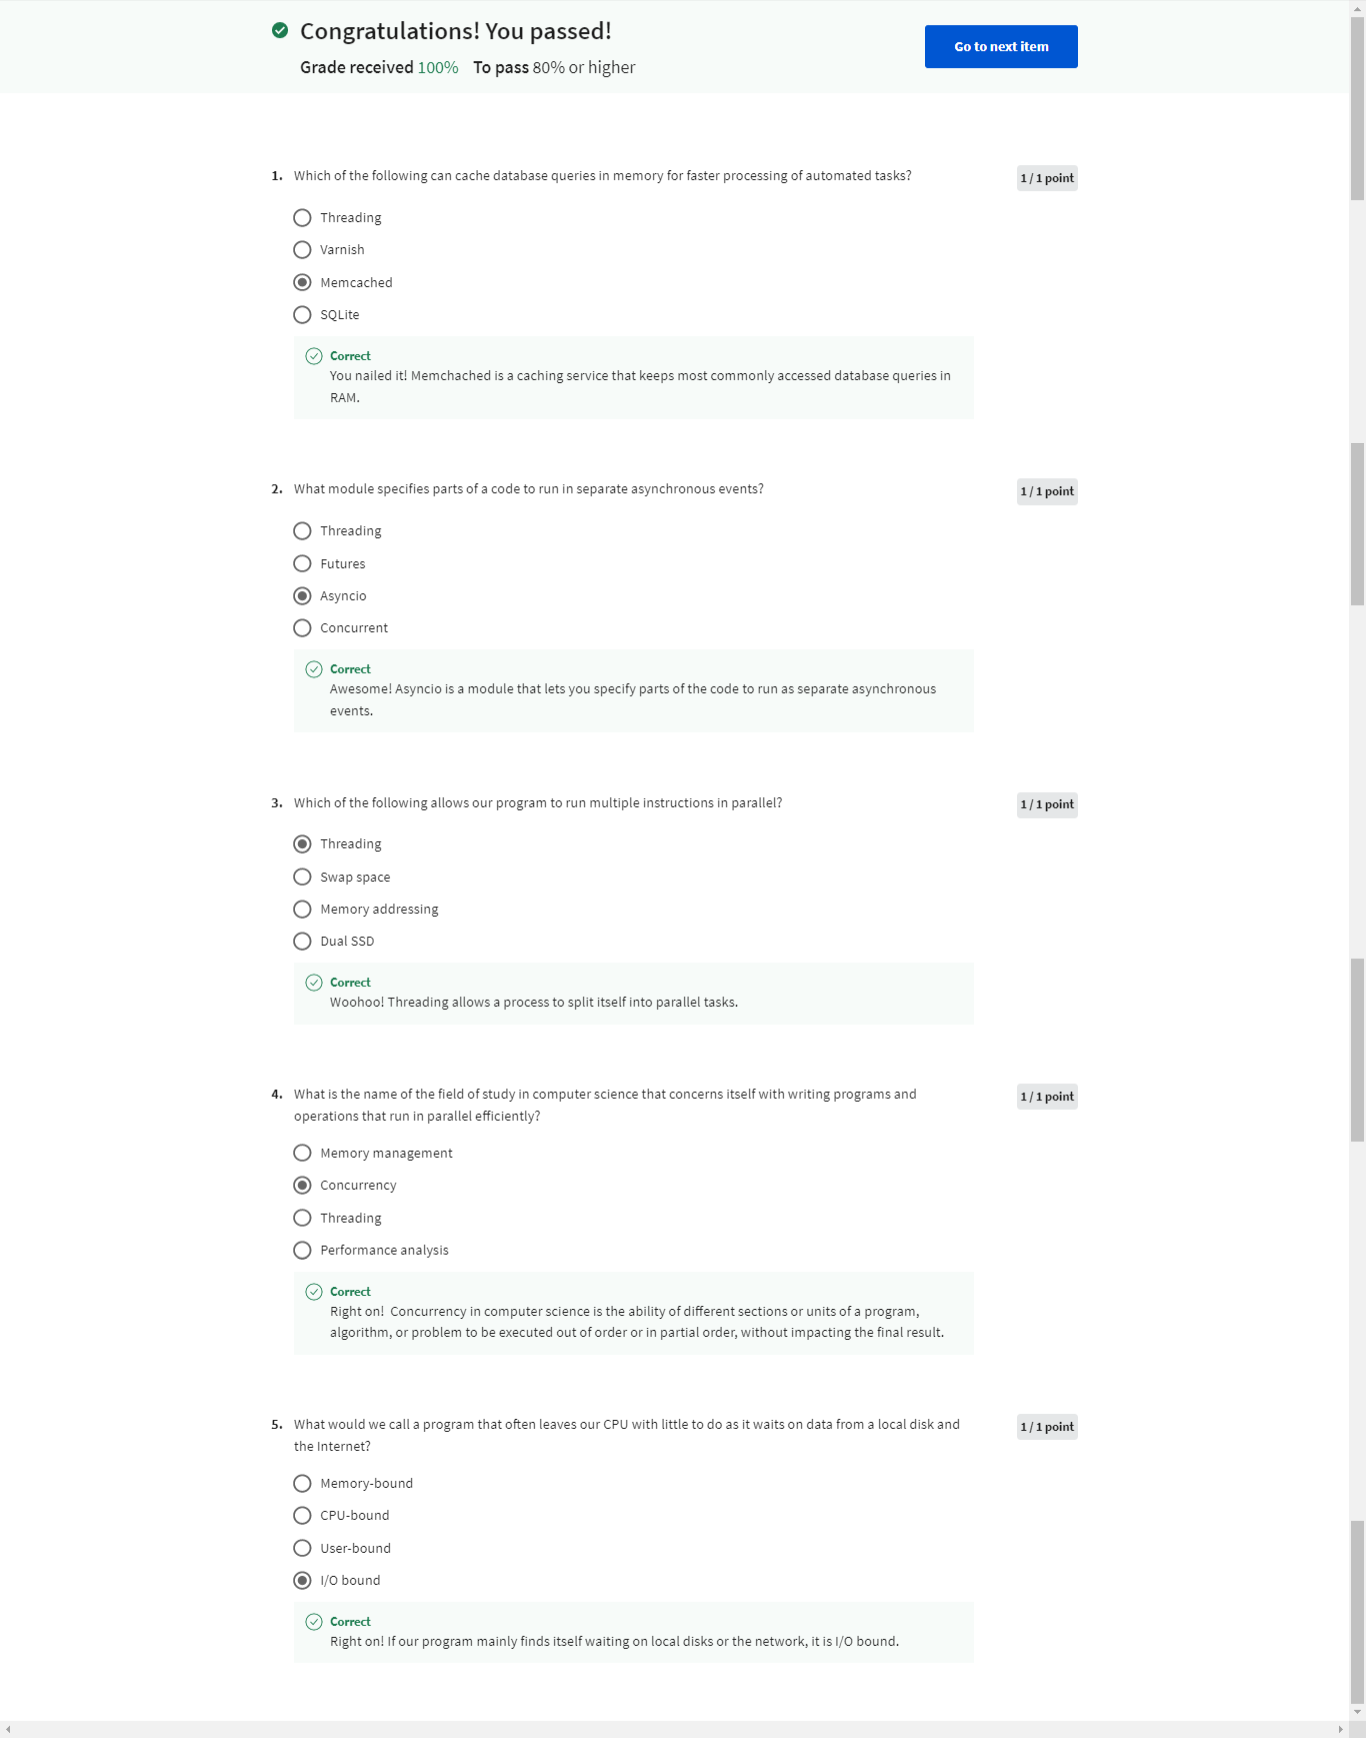 Congratulations! You passed!
Grade received 100% To pass 80% or higher
Go to next item
1. Which of the following can cache database queries in memory for faster processing of automated tasks?
1 / 1 point
Threading
Varnish
Memcached
SQLite
Correct
You nailed it! Memchached is a caching service that keeps most commonly accessed database queries in
RAM.
2. What module specifies parts of a code to run in separate asynchronous events?
1 / 1 point
Threading
Futures
Asyncio
Concurrent
Correct
Awesome! Asyncio is a module that lets you specify parts of the code to run as separate asynchronous
events.
3. Which of the following allows our program to run multiple instructions in parallel?
1 / 1 point
Threading
Swap space
Memory addressing
Dual SSD
Correct
Woohoo! Threading allows a process to split itself into parallel tasks.
4. What is the name of the field of study in computer science that concerns itself with writing programs and
operations that run in parallel efficiently?
1 / 1 point
Memory management
Concurrency
Threading
Performance analysis
Correct
Right on! Concurrency in computer science is the ability of different sections or units of a program,
algorithm, or problem to be executed out of order or in partial order, without impacting the final result.
5. What would we call a program that often leaves our CPU with little to do as it waits on data from a local disk and
the Internet?
1 / 1 point
Memory-bound
CPU-bound
User-bound
I/O bound
Correct
Right on! If our program mainly finds itself waiting on local disks or the network, it is I/O bound.